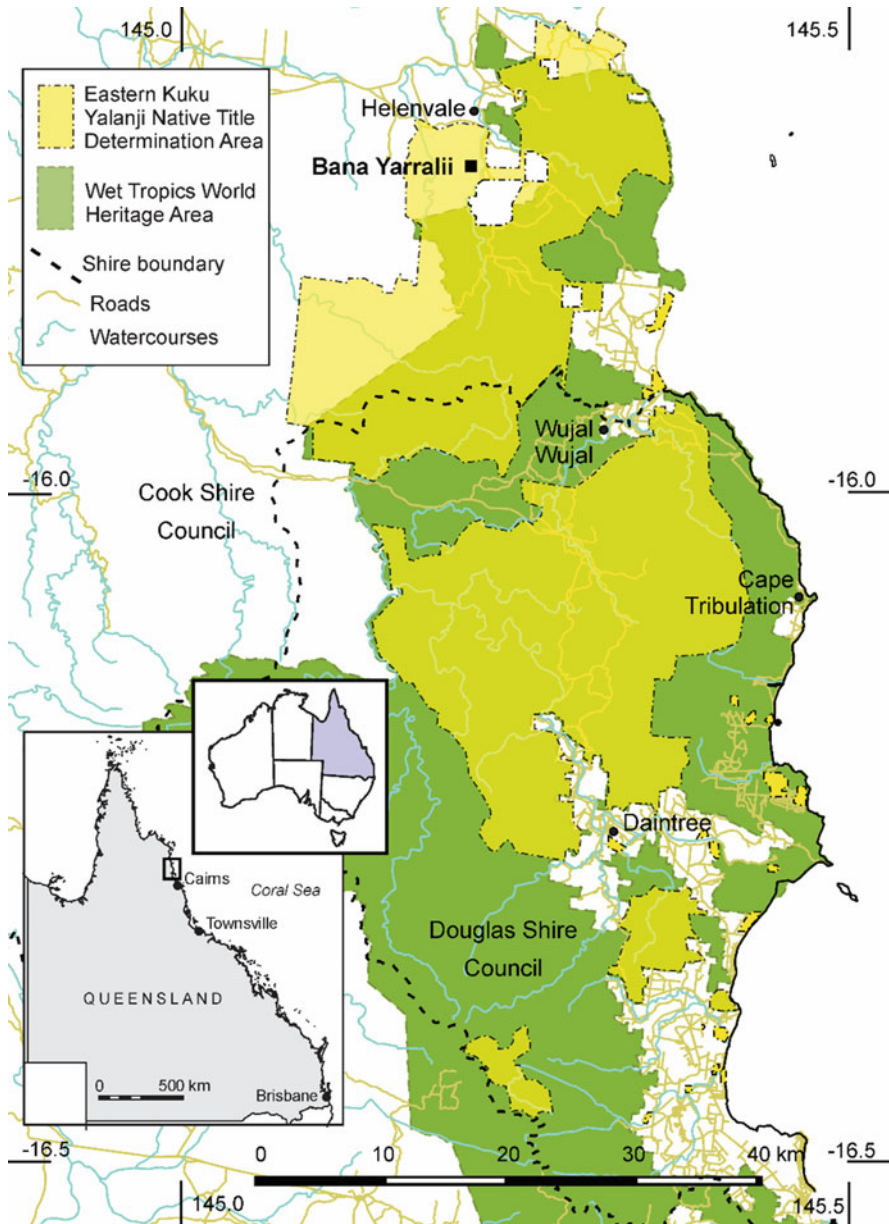 145.0
145.5
Eastern Kuku
Yalanji Native Title
Determination Area
Wet Tropics World
Heritage Area
Shire boundary
Roads
Watercourses
Helenvale
Bana Yarralii
Wujal
Wujal
-16.0
-16.0
Cook Shire
Council
Cape
Tribulation
Daintree
Douglas Shire
Council
Cairns
Coral Sea
Townsville
QUEENSLAND
0 500 km
Brisbane
-16.5
-16.5
0 10 20 30 40 km
145.0
145.5